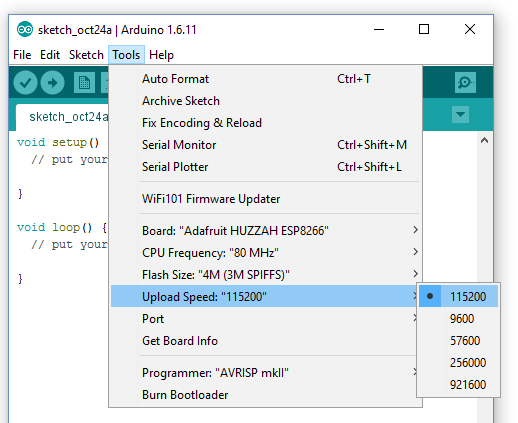 sketch_oct24a | Arduino 1.6.11
File Edit Sketch Tools Help
sketch_oct24a
void setup()
// put your
}
void loop() {
// put your
}
Auto Format Ctrl+T
Archive Sketch
Fix Encoding & Reload
Serial Monitor Ctrl+Shift+M
Serial Plotter Ctrl+Shift+L
WiFi101 Firmware Updater
Board: "Adafruit HUZZAH ESP8266"
CPU Frequency: "80 MHz"
Flash Size: "4M (3M SPIFFS)"
Upload Speed: "115200"
Port
Get Board Info
Programmer: "AVRISP mkII"
Burn Bootloader
115200
9600
57600
256000
921600